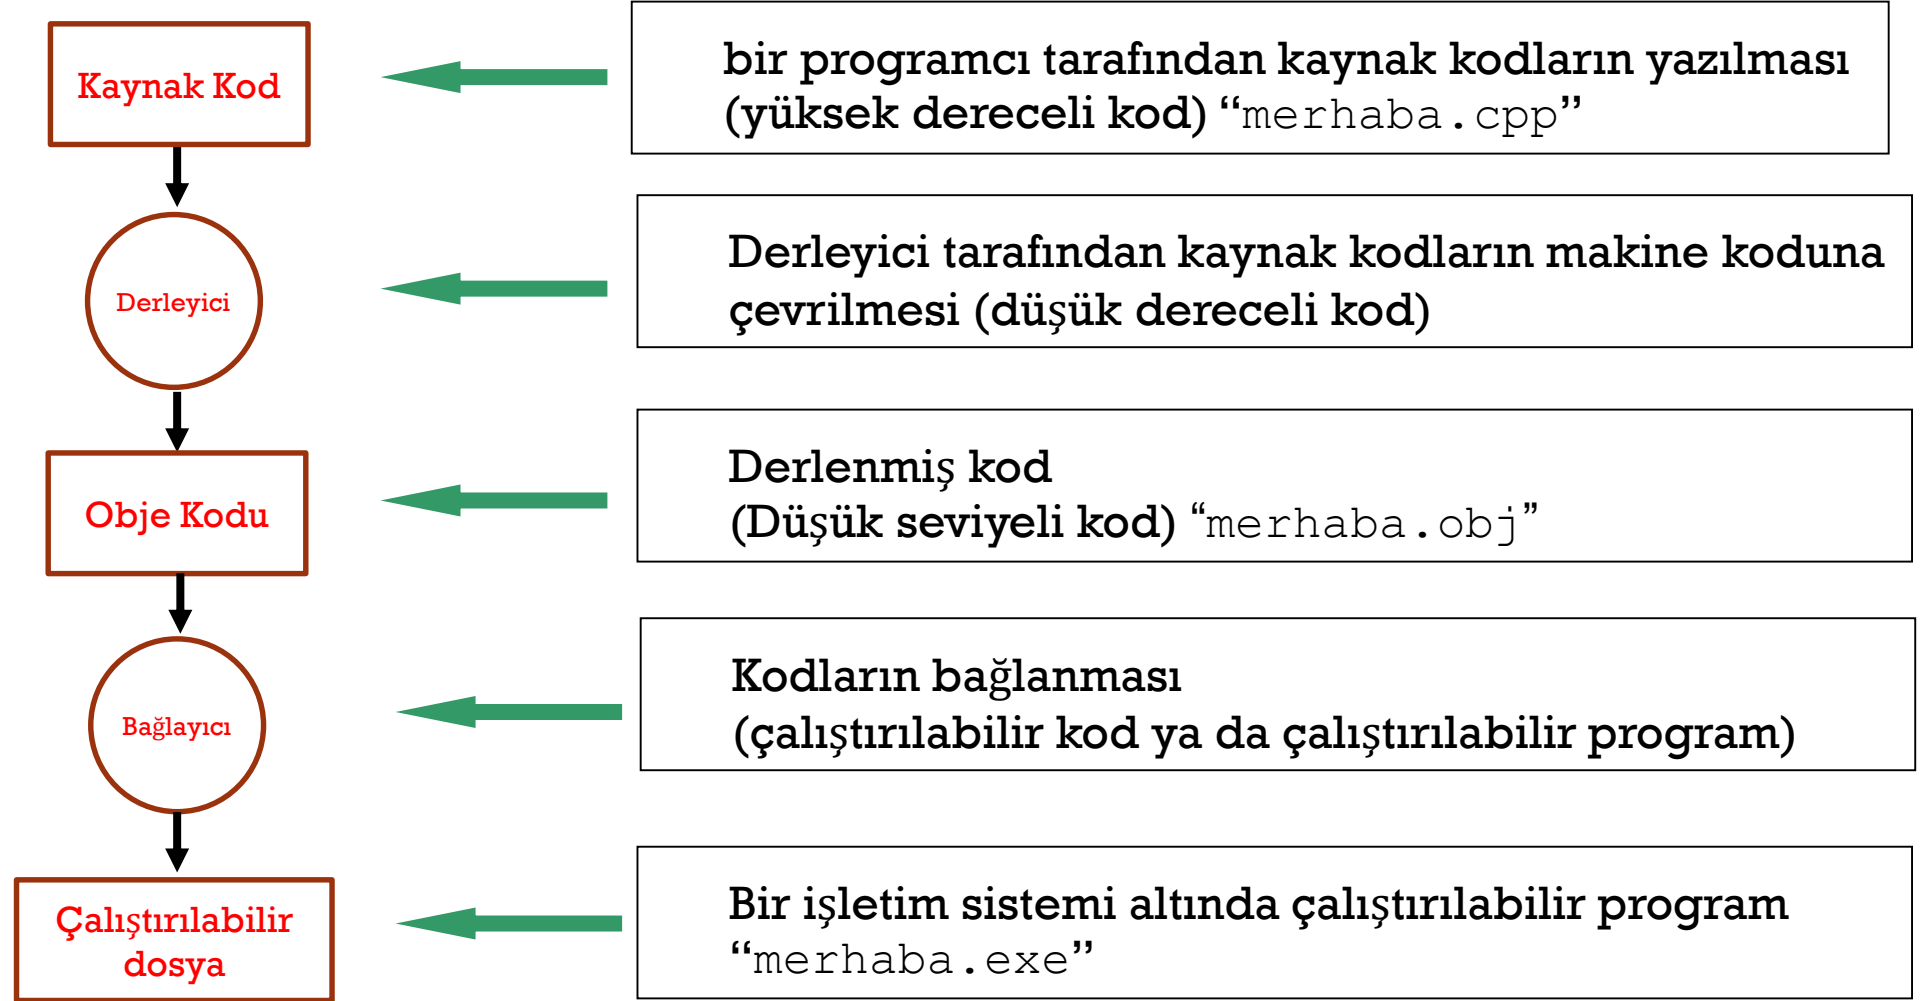 Kaynak Kod
bir programcı tarafından kaynak kodların yazılması
(yüksek dereceli kod) “merhaba.cpp”
Derleyici
Derleyici tarafından kaynak kodların makine koduna
çevrilmesi (düşük dereceli kod)
Obje Kodu
Derlenmiş kod
(Düşük seviyeli kod) “merhaba.obj”
Bağlayıcı
Kodların bağlanması
(çalıştırılabilir kod ya da çalıştırılabilir program)
Çalıştırılabilir
dosya
Bir işletim sistemi altında çalıştırılabilir program
“merhaba.exe”